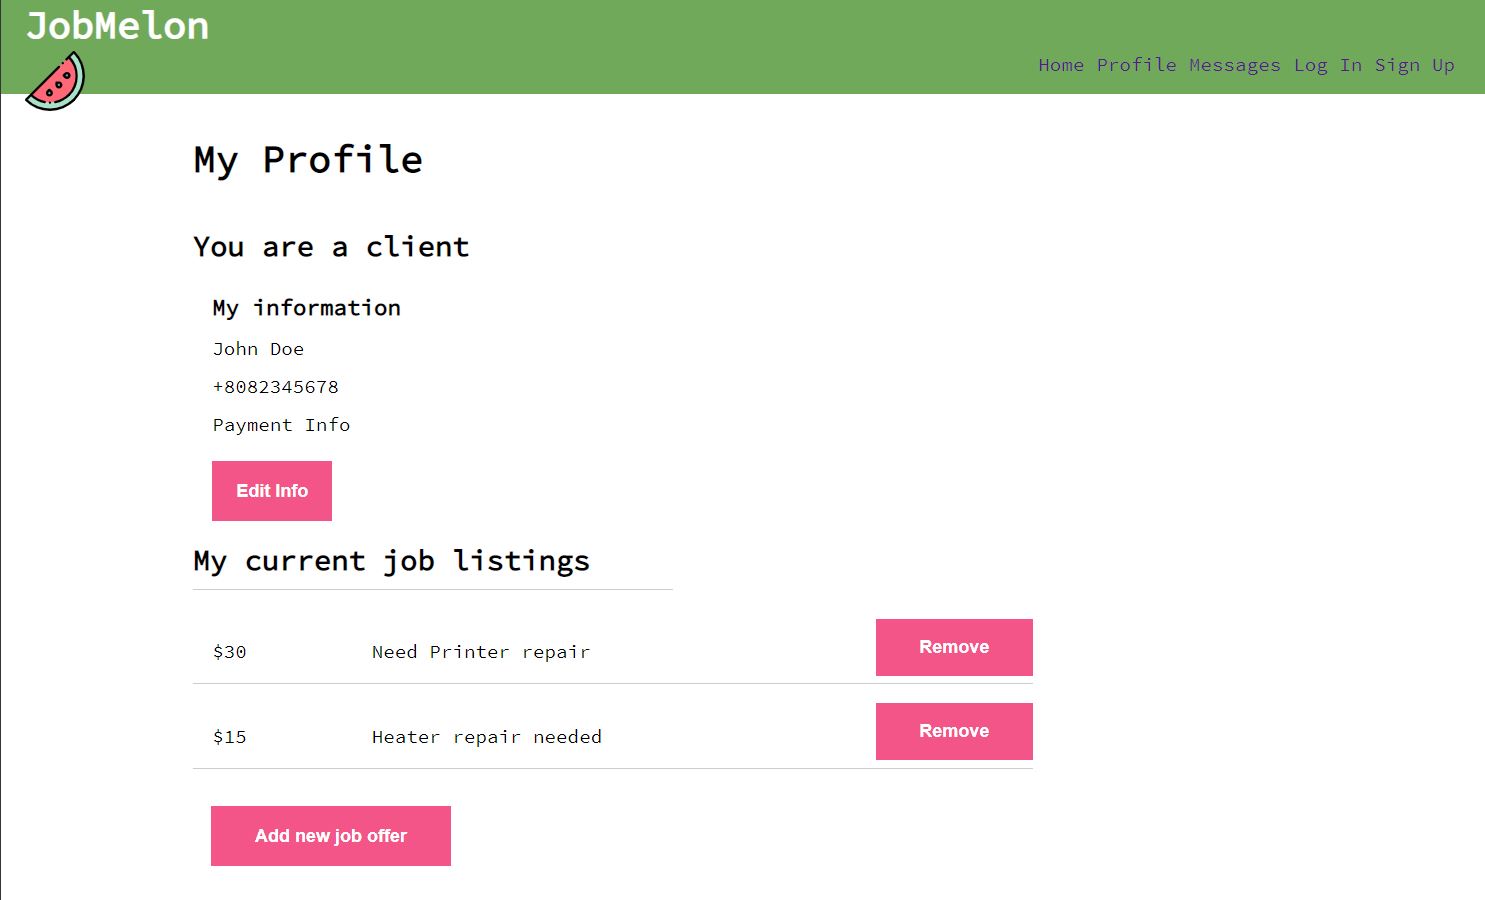 JobMelon
Home Profile Messages Log In Sign Up
My Profile
You are a client
My information
John Doe
+8082345678
Payment Info
Edit Info
My current job listings
$30 Need Printer repair Remove
$15 Heater repair needed Remove
Add new job offer